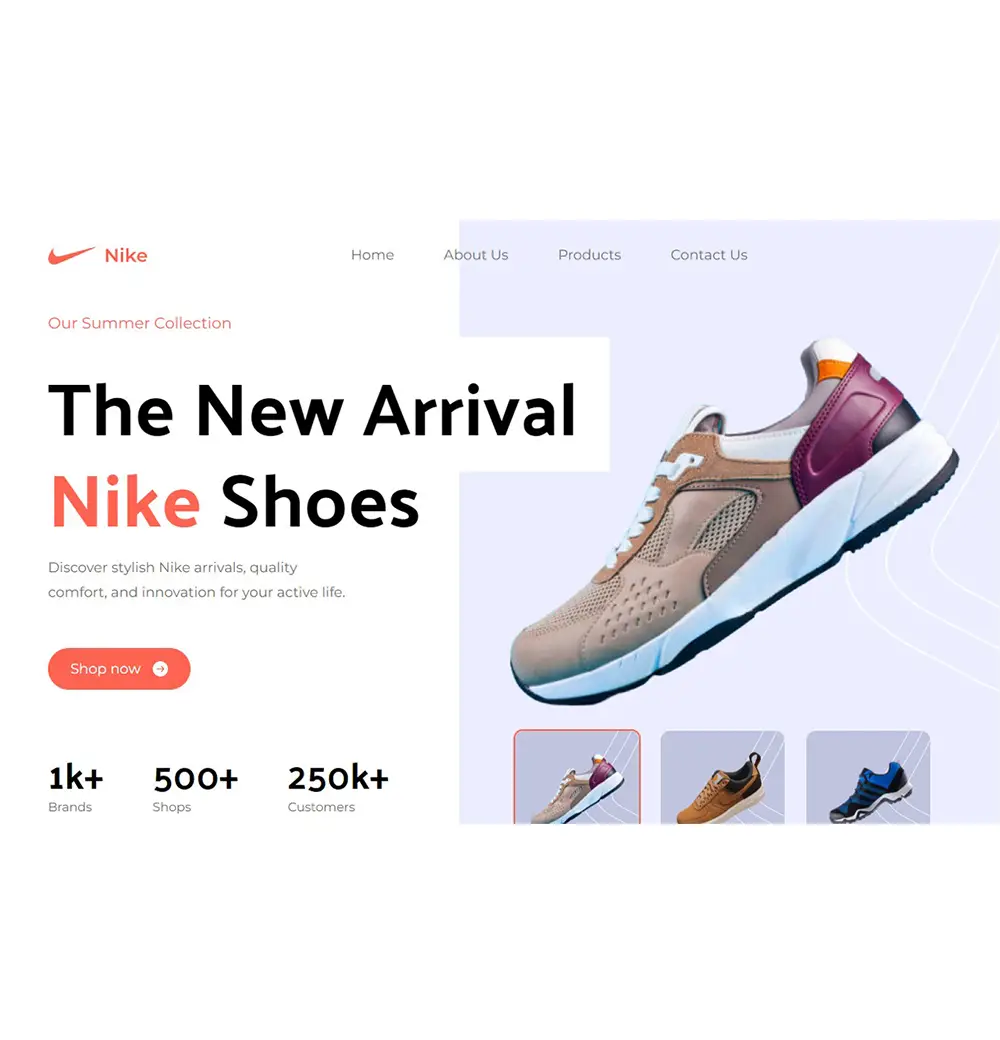 Nike
Home About Us Products Contact Us
Our Summer Collection
The New Arrival
Nike Shoes
Discover stylish Nike arrivals, quality
comfort, and innovation for your active life.
Shop now
1k+ 500+ 250k+
Brands Shops Customers